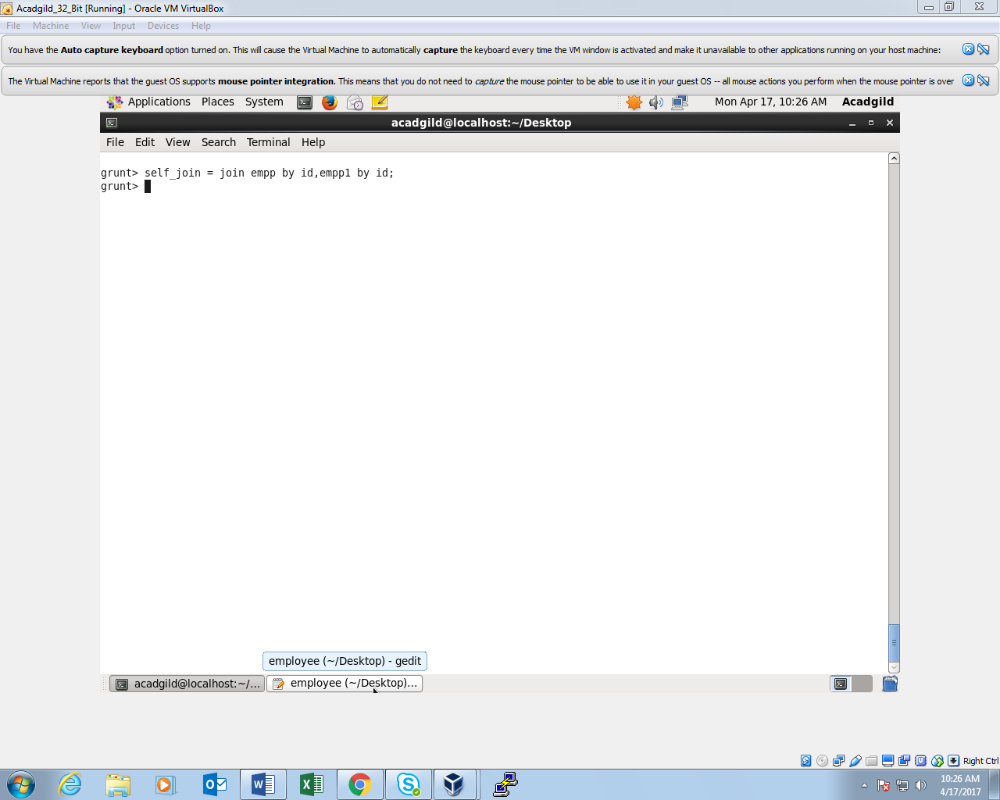 Acadgild_32_Bit [Running] - Oracle VM VirtualBox
File Machine View Input Devices Help
You have the Auto capture keyboard option turned on. This will cause the Virtual Machine to automatically capture the keyboard every time the VM window is activated and make it unavailable to other applications running on your host machine:
The Virtual Machine reports that the guest OS supports mouse pointer integration. This means that you do not need to capture the mouse pointer to be able to use it in your guest OS -- all mouse actions you perform when the mouse pointer is over
Applications Places System Mon Apr 17, 10:26 AM Acadgild
acadgild@localhost:~/Desktop
File Edit View Search Terminal Help
grunt> self_join = join empp by id,empp1 by id;
grunt>
employee (~/Desktop) - gedit
acadgild@localhost:~/... employee (~/Desktop)...
Right Ctrl
10:26 AM
4/17/2017